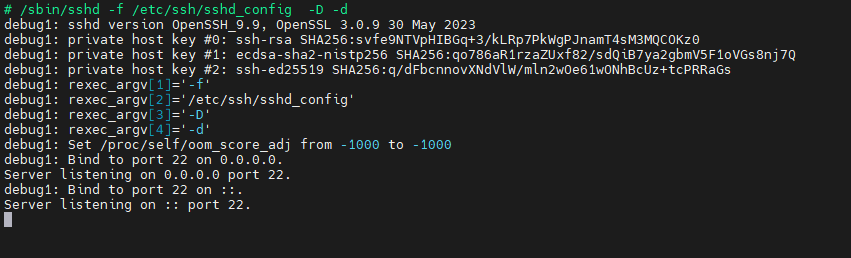 # /sbin/sshd -f /etc/ssh/sshd_config  -D -d
debug1: sshd version OpenSSH_9.9, OpenSSL 3.0.9 30 May 2023
debug1: private host key #0: ssh-rsa SHA256:svfe9NTVpHIBGq+3/kLRp7PkWgPJnamT4sM3MQCOKz0
debug1: private host key #1: ecdsa-sha2-nistp256 SHA256:qo786aR1rzaZUxf82/sdQiB7ya2gbmV5F1oVGs8nj7Q
debug1: private host key #2: ssh-ed25519 SHA256:q/dFbcnnovXNdVlW/mln2wOe61wONhBcUz+tcPRRaGs
debug1: rexec_argv[1]='-f'
debug1: rexec_argv[2]='/etc/ssh/sshd_config'
debug1: rexec_argv[3]='-D'
debug1: rexec_argv[4]='-d'
debug1: Set /proc/self/oom_score_adj from -1000 to -1000
debug1: Bind to port 22 on 0.0.0.0.
Server listening on 0.0.0.0 port 22.
debug1: Bind to port 22 on ::.
Server listening on :: port 22.